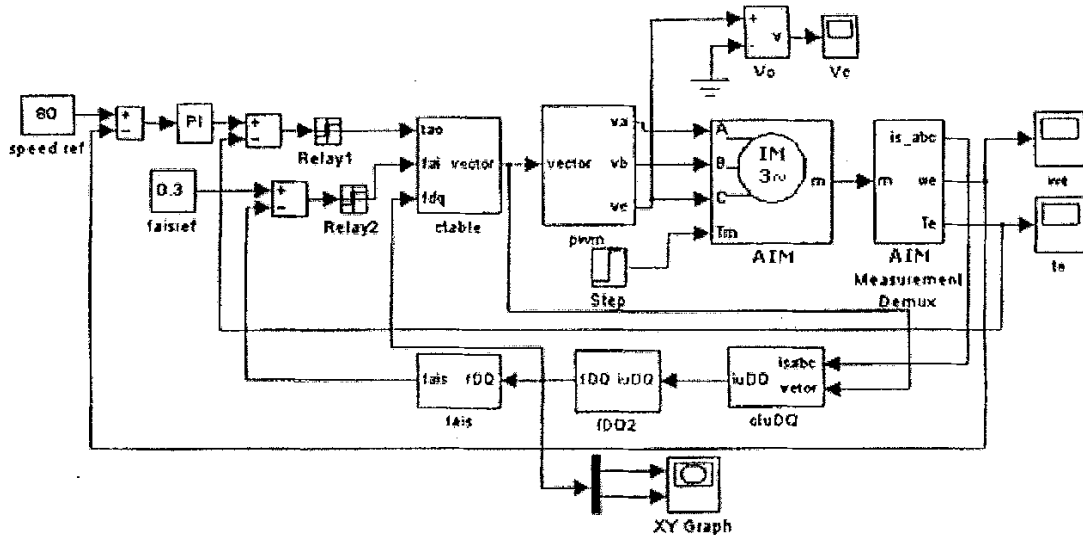 +
-
v
Vo
Vc
80
speed ref
+
-
PI
+
-
Relay1
0.3
faisref
+
-
Relay2
tao
fai vector
fdq
ctable
vector
vai
vb
vc
pwm
Step
A
B
C
Tm
IM
3~
m
AIM
m
is_abc
we
Te
AIM
Measurement
Demux
we
te
fais fDQ
fais
fDQ iuDQ
fDQ2
iuDQ
isabc
vetor
ctuDQ
XY Graph